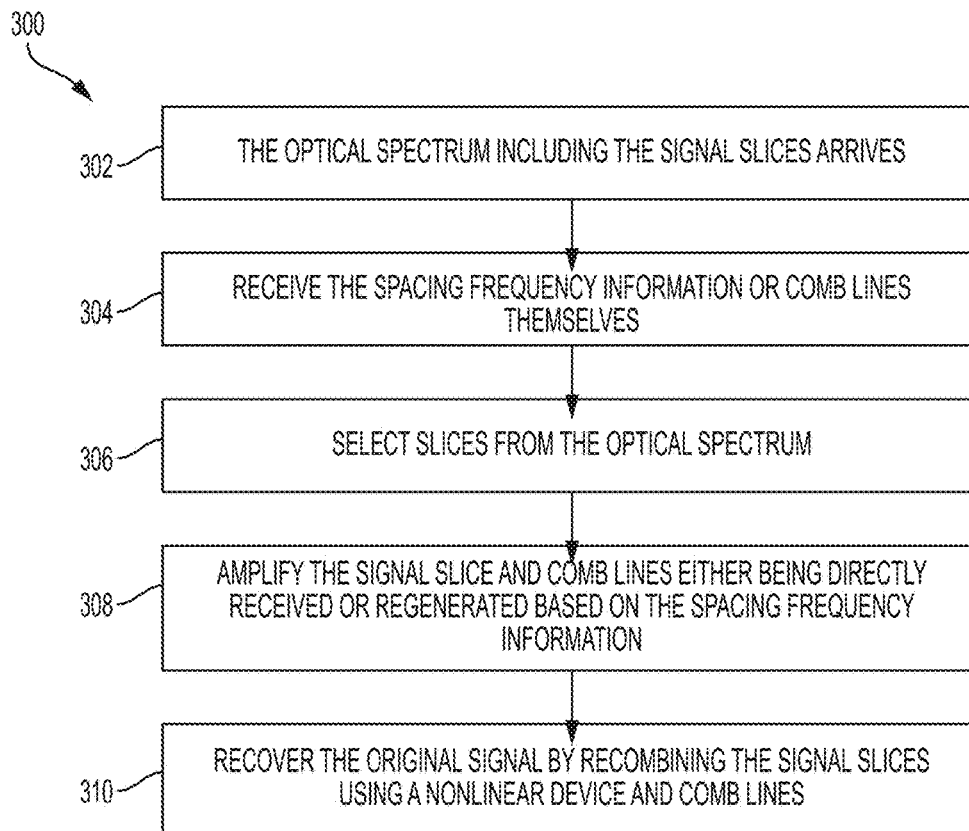 300
302
THE OPTICAL SPECTRUM INCLUDING THE SIGNAL SLICES ARRIVES
304
RECEIVE THE SPACING FREQUENCY INFORMATION OR COMB LINES
THEMSELVES
306
SELECT SLICES FROM THE OPTICAL SPECTRUM
308
AMPLIFY THE SIGNAL SLICE AND COMB LINES EITHER BEING DIRECTLY
RECEIVED OR REGENERATED BASED ON THE SPACING FREQUENCY
INFORMATION
310
RECOVER THE ORIGINAL SIGNAL BY RECOMBINING THE SIGNAL SLICES
USING A NONLINEAR DEVICE AND COMB LINES